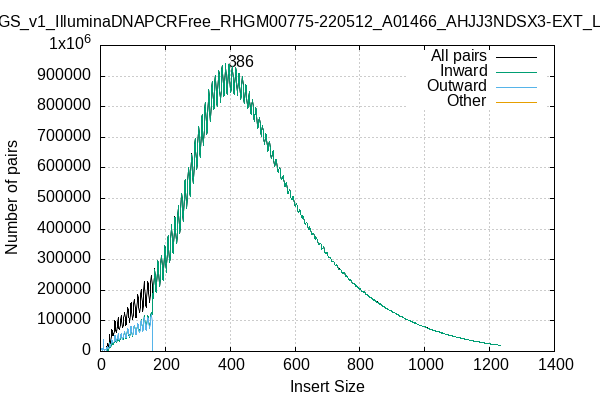 GS_v1_IlluminaDNAPCRFree_RHGM00775-220512_A01466_AHJJ3NDSX3-EXT_L
1x10^6
900000
800000
700000
600000
500000
400000
300000
200000
100000
0
386
All pairs
Inward
Outward
Other
Number of pairs
0 200 400 600 800 1000 1200 1400
Insert Size